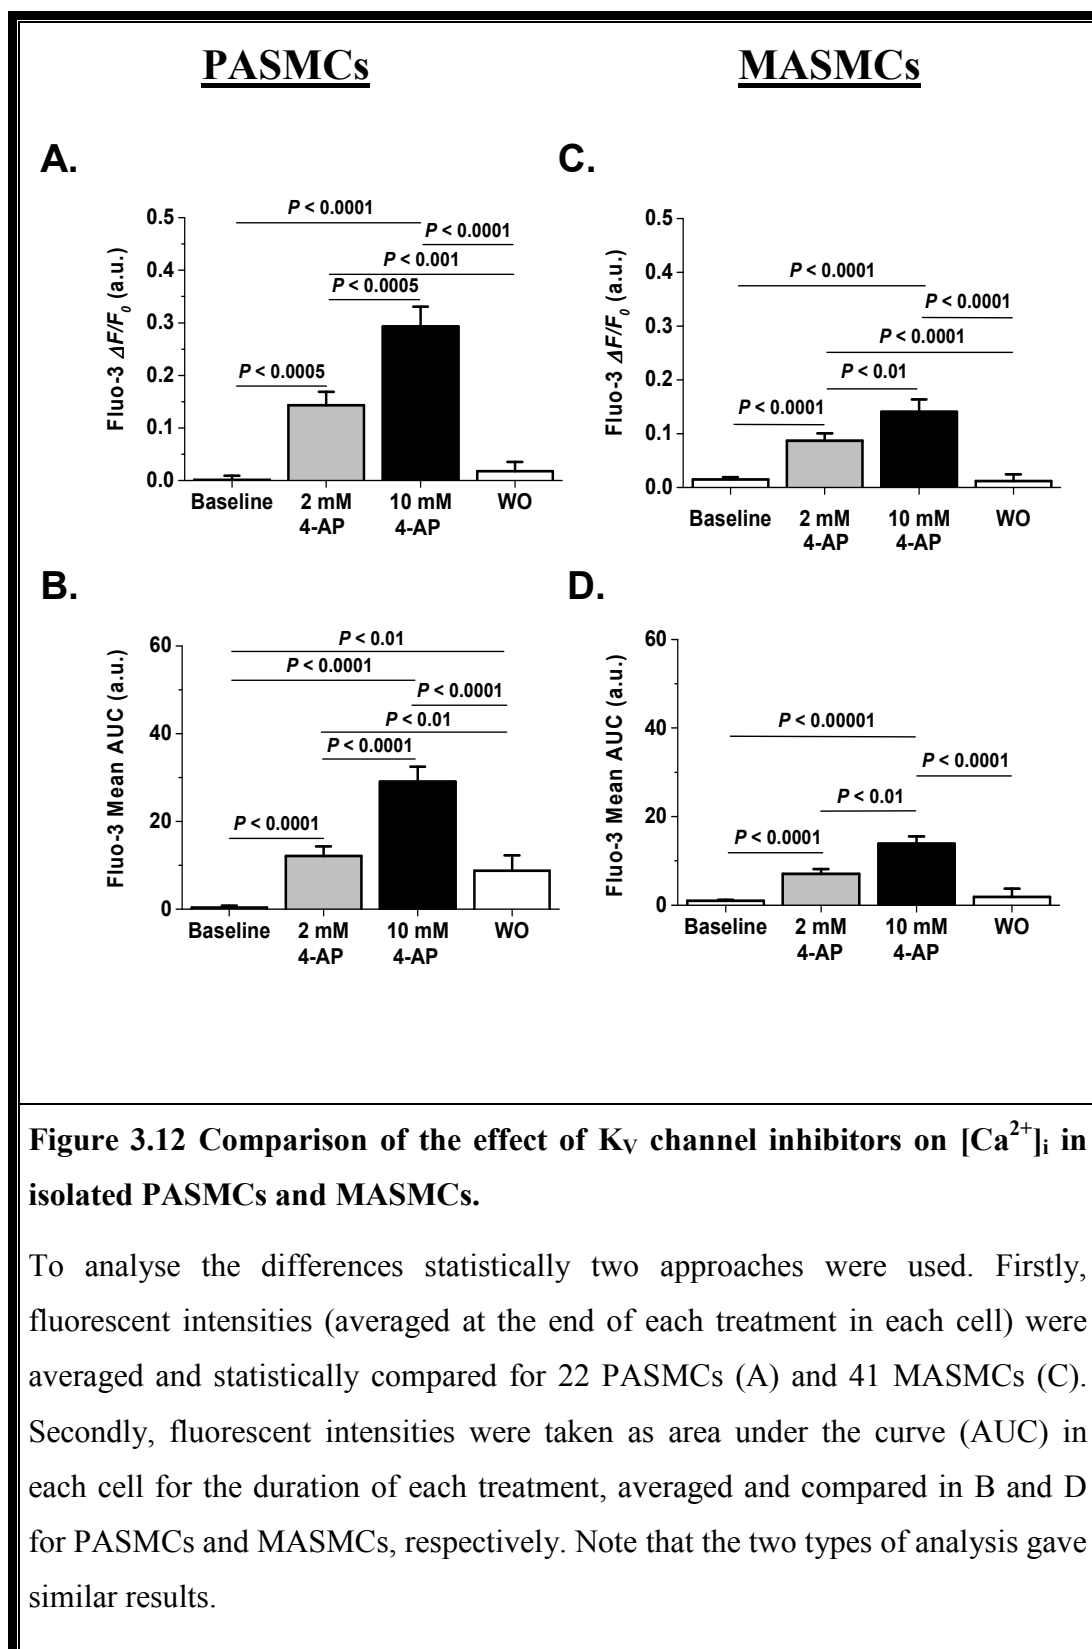 PASMCs
MASMCs
A.
P < 0.0001
P < 0.0001
P < 0.001
P < 0.0005
P < 0.0005
Fluo-3 ΔF/F0 (a.u.)
0.5
0.4
0.3
0.2
0.1
0.0
Baseline
2 mM
4-AP
10 mM
4-AP
WO
C.
P < 0.0001
P < 0.0001
P < 0.0001
P < 0.01
P < 0.0001
Fluo-3 ΔF/F0 (a.u.)
0.5
0.4
0.3
0.2
0.1
0.0
Baseline
2 mM
4-AP
10 mM
4-AP
WO
B.
P < 0.01
P < 0.0001
P < 0.0001
P < 0.01
P < 0.0001
P < 0.0001
Fluo-3 Mean AUC (a.u.)
60
40
20
0
Baseline
2 mM
4-AP
10 mM
4-AP
WO
D.
P < 0.00001
P < 0.0001
P < 0.01
P < 0.0001
Fluo-3 Mean AUC (a.u.)
60
40
20
0
Baseline
2 mM
4-AP
10 mM
4-AP
WO
Figure 3.12 Comparison of the effect of KV channel inhibitors on [Ca2+]i in
isolated PASMCs and MASMCs.
To analyse the differences statistically two approaches were used. Firstly,
fluorescent intensities (averaged at the end of each treatment in each cell) were
averaged and statistically compared for 22 PASMCs (A) and 41 MASMCs (C).
Secondly, fluorescent intensities were taken as area under the curve (AUC) in
each cell for the duration of each treatment, averaged and compared in B and D
for PASMCs and MASMCs, respectively. Note that the two types of analysis gave
similar results.